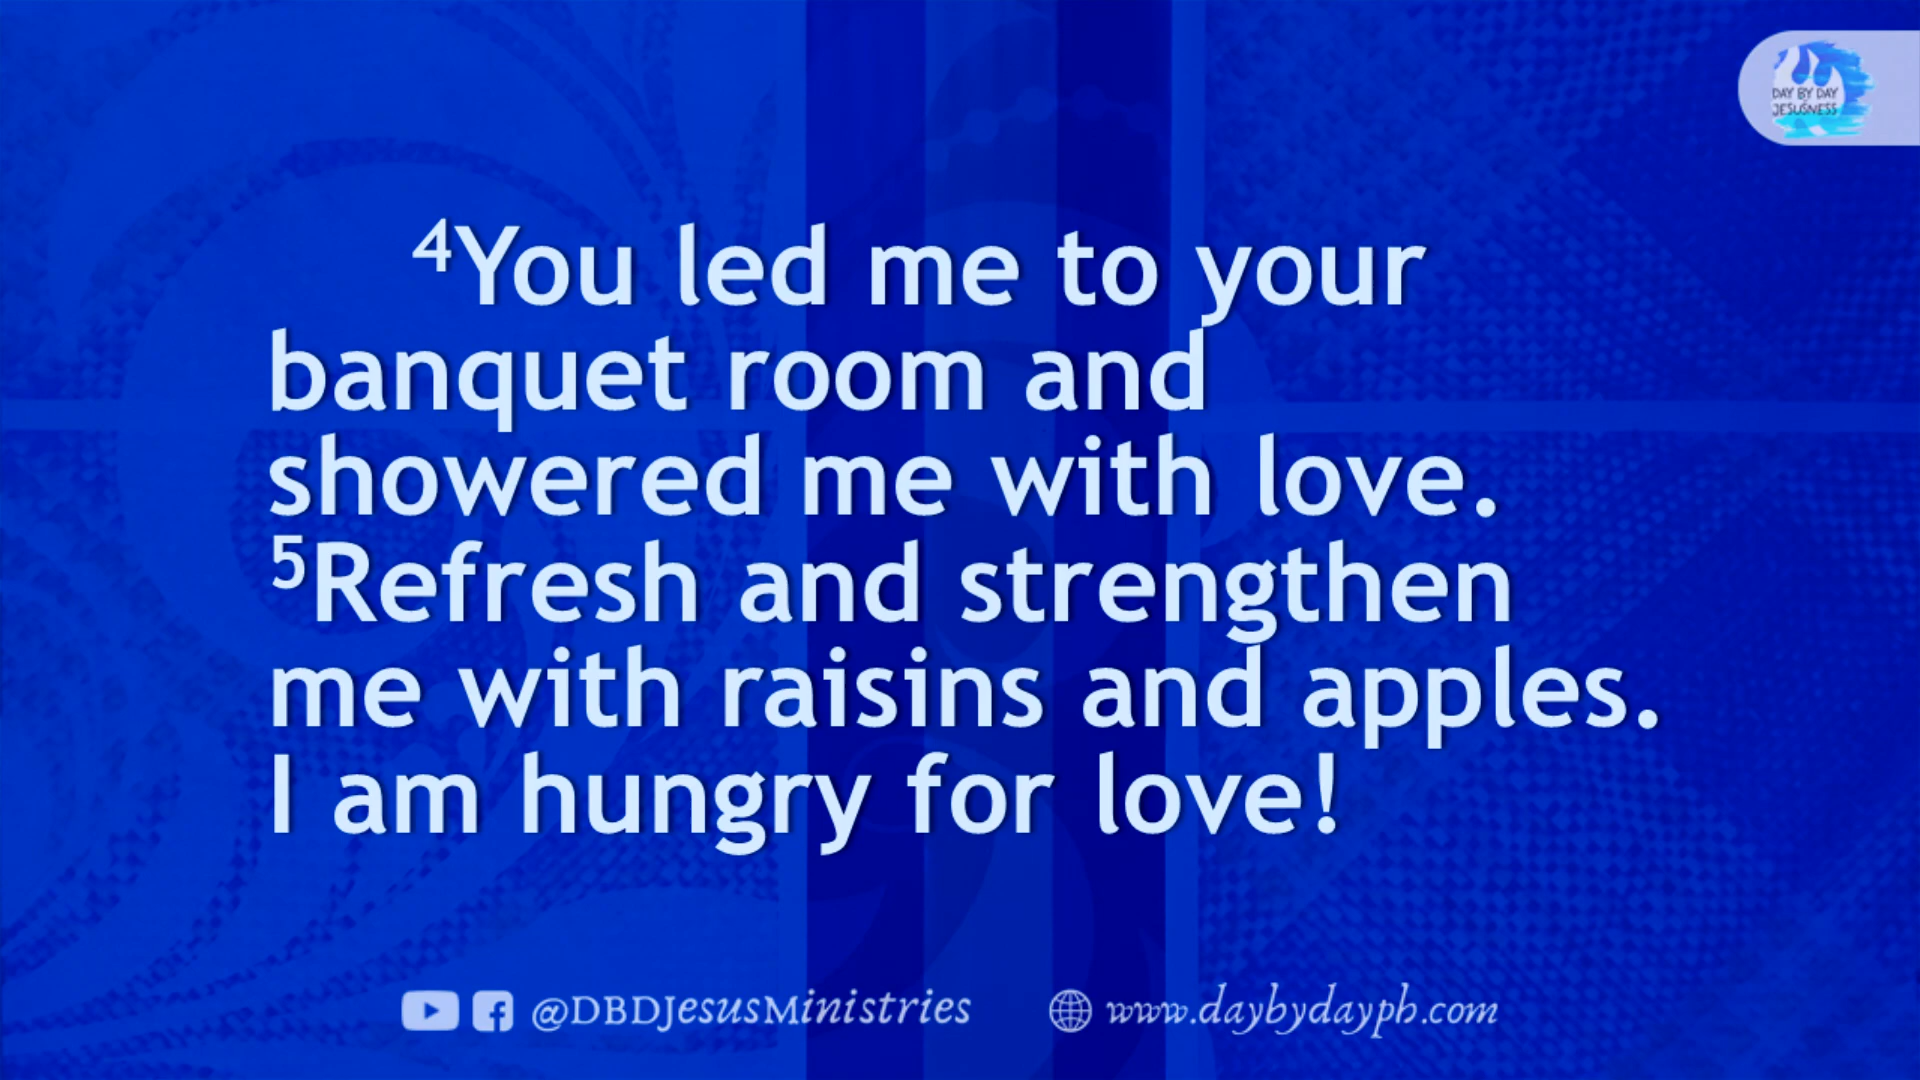 DAY BY DAY
JESUSNESS
⁴You led me to your
banquet room and
showered me with love.
⁵Refresh and strengthen
me with raisins and apples.
I am hungry for love!
@DBDJesusMinistries
www.daybydayph.com